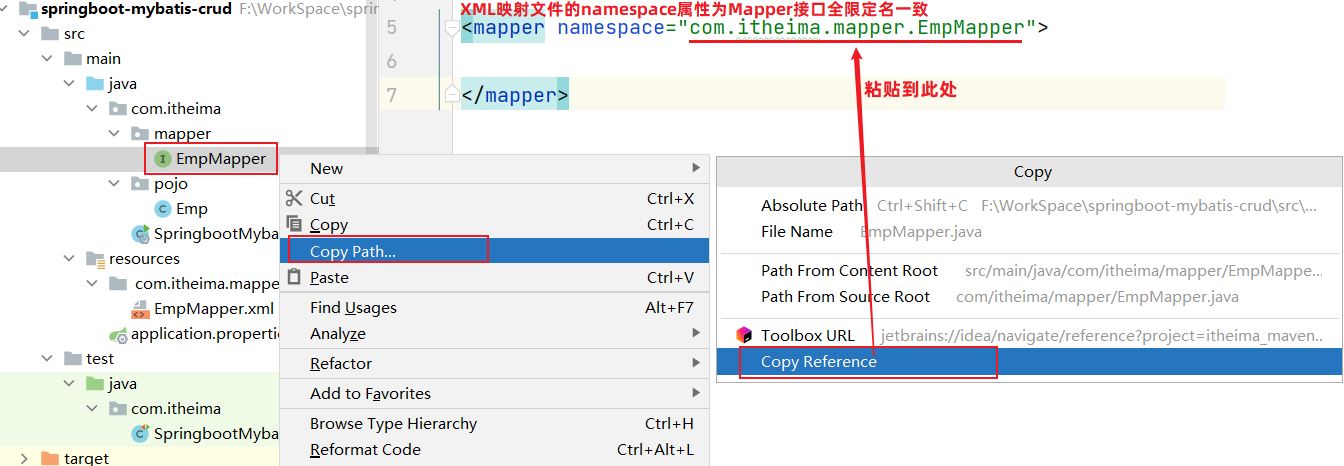 springboot-mybatis-crud F:\WorkSpace\sprin
src
main
java
com.itheima
mapper
EmpMapper
pojo
Emp
SpringbootMyba
resources
com.itheima.mappe
EmpMapper.xml
application.properti
test
java
com.itheima
SpringbootMyba
target
XML映射文件的namespace属性为Mapper接口全限定名一致
5 <mapper namespace="com.itheima.mapper.EmpMapper">
6
7 </mapper>
粘贴到此处
New
Cut Ctrl+X
Copy Ctrl+C
Copy Path...
Paste Ctrl+V
Find Usages Alt+F7
Analyze
Refactor
Add to Favorites
Browse Type Hierarchy Ctrl+H
Reformat Code Ctrl+Alt+L
Copy
Absolute Path Ctrl+Shift+C F:\WorkSpace\springboot-mybatis-crud\src\...
File Name EmpMapper.java
Path From Content Root src/main/java/com/itheima/mapper/EmpMappe...
Path From Source Root com/itheima/mapper/EmpMapper.java
Toolbox URL jetbrains://idea/navigate/reference?project=itheima_maven...
Copy Reference